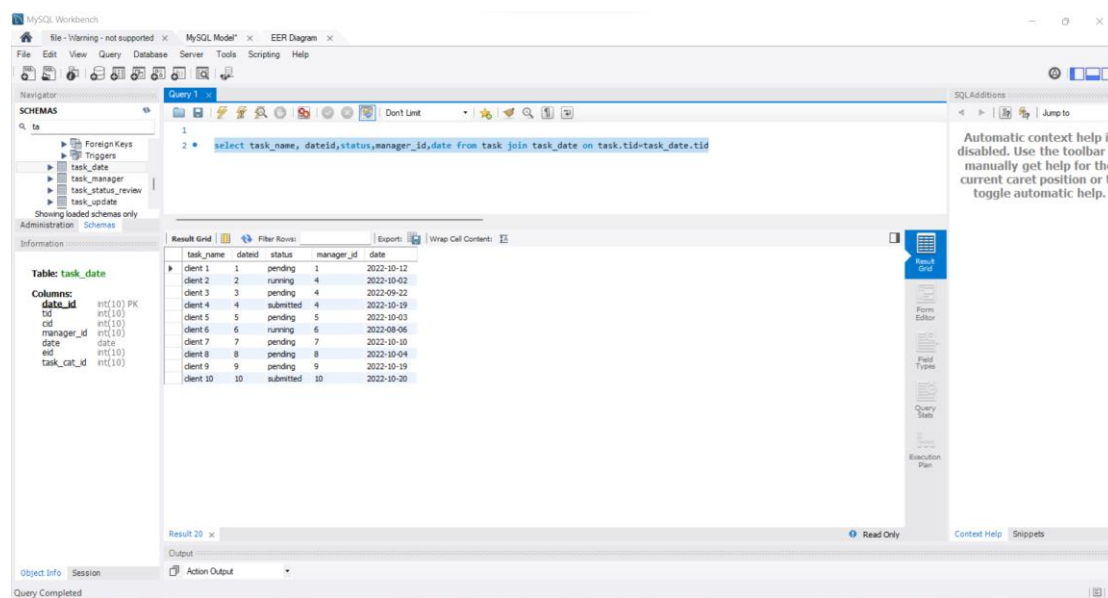 MySQL Workbench
file - Warning - not supported
MySQL Model*
EER Diagram
File Edit View Query Database Server Tools Scripting Help
Navigator
SCHEMAS
ta
Foreign Keys
Triggers
task_date
task_manager
task_status_review
task_update
Showing loaded schemas only
Administration Schemas
Information
Table: task_date
Columns:
date_id int(10) PK
tid int(10)
cid int(10)
manager_id int(10)
date date
eid int(10)
task_cat_id int(10)
Object Info Session
Query Completed
Query 1
Don't Limit
1
2 select task_name, dateid,status,manager_id,date from task join task_date on task.tid=task_date.tid
Result Grid Filter Rows: Export: Wrap Cell Content:
task_name dateid status manager_id date
client 1 1 pending 1 2022-10-12
client 2 2 running 4 2022-10-02
client 3 3 pending 4 2022-09-22
client 4 4 submitted 4 2022-10-19
client 5 5 pending 5 2022-10-03
client 6 6 running 6 2022-08-06
client 7 7 pending 7 2022-10-10
client 8 8 pending 8 2022-10-04
client 9 9 pending 9 2022-10-19
client 10 10 submitted 10 2022-10-20
Result Grid
Form Editor
Field Types
Query Stats
Execution Plan
Result 20
Read Only
Output
Action Output
SQLAdditions
Jump to
Automatic context help i
disabled. Use the toolbar
manually get help for the
current caret position or t
toggle automatic help.
Context Help Snippets